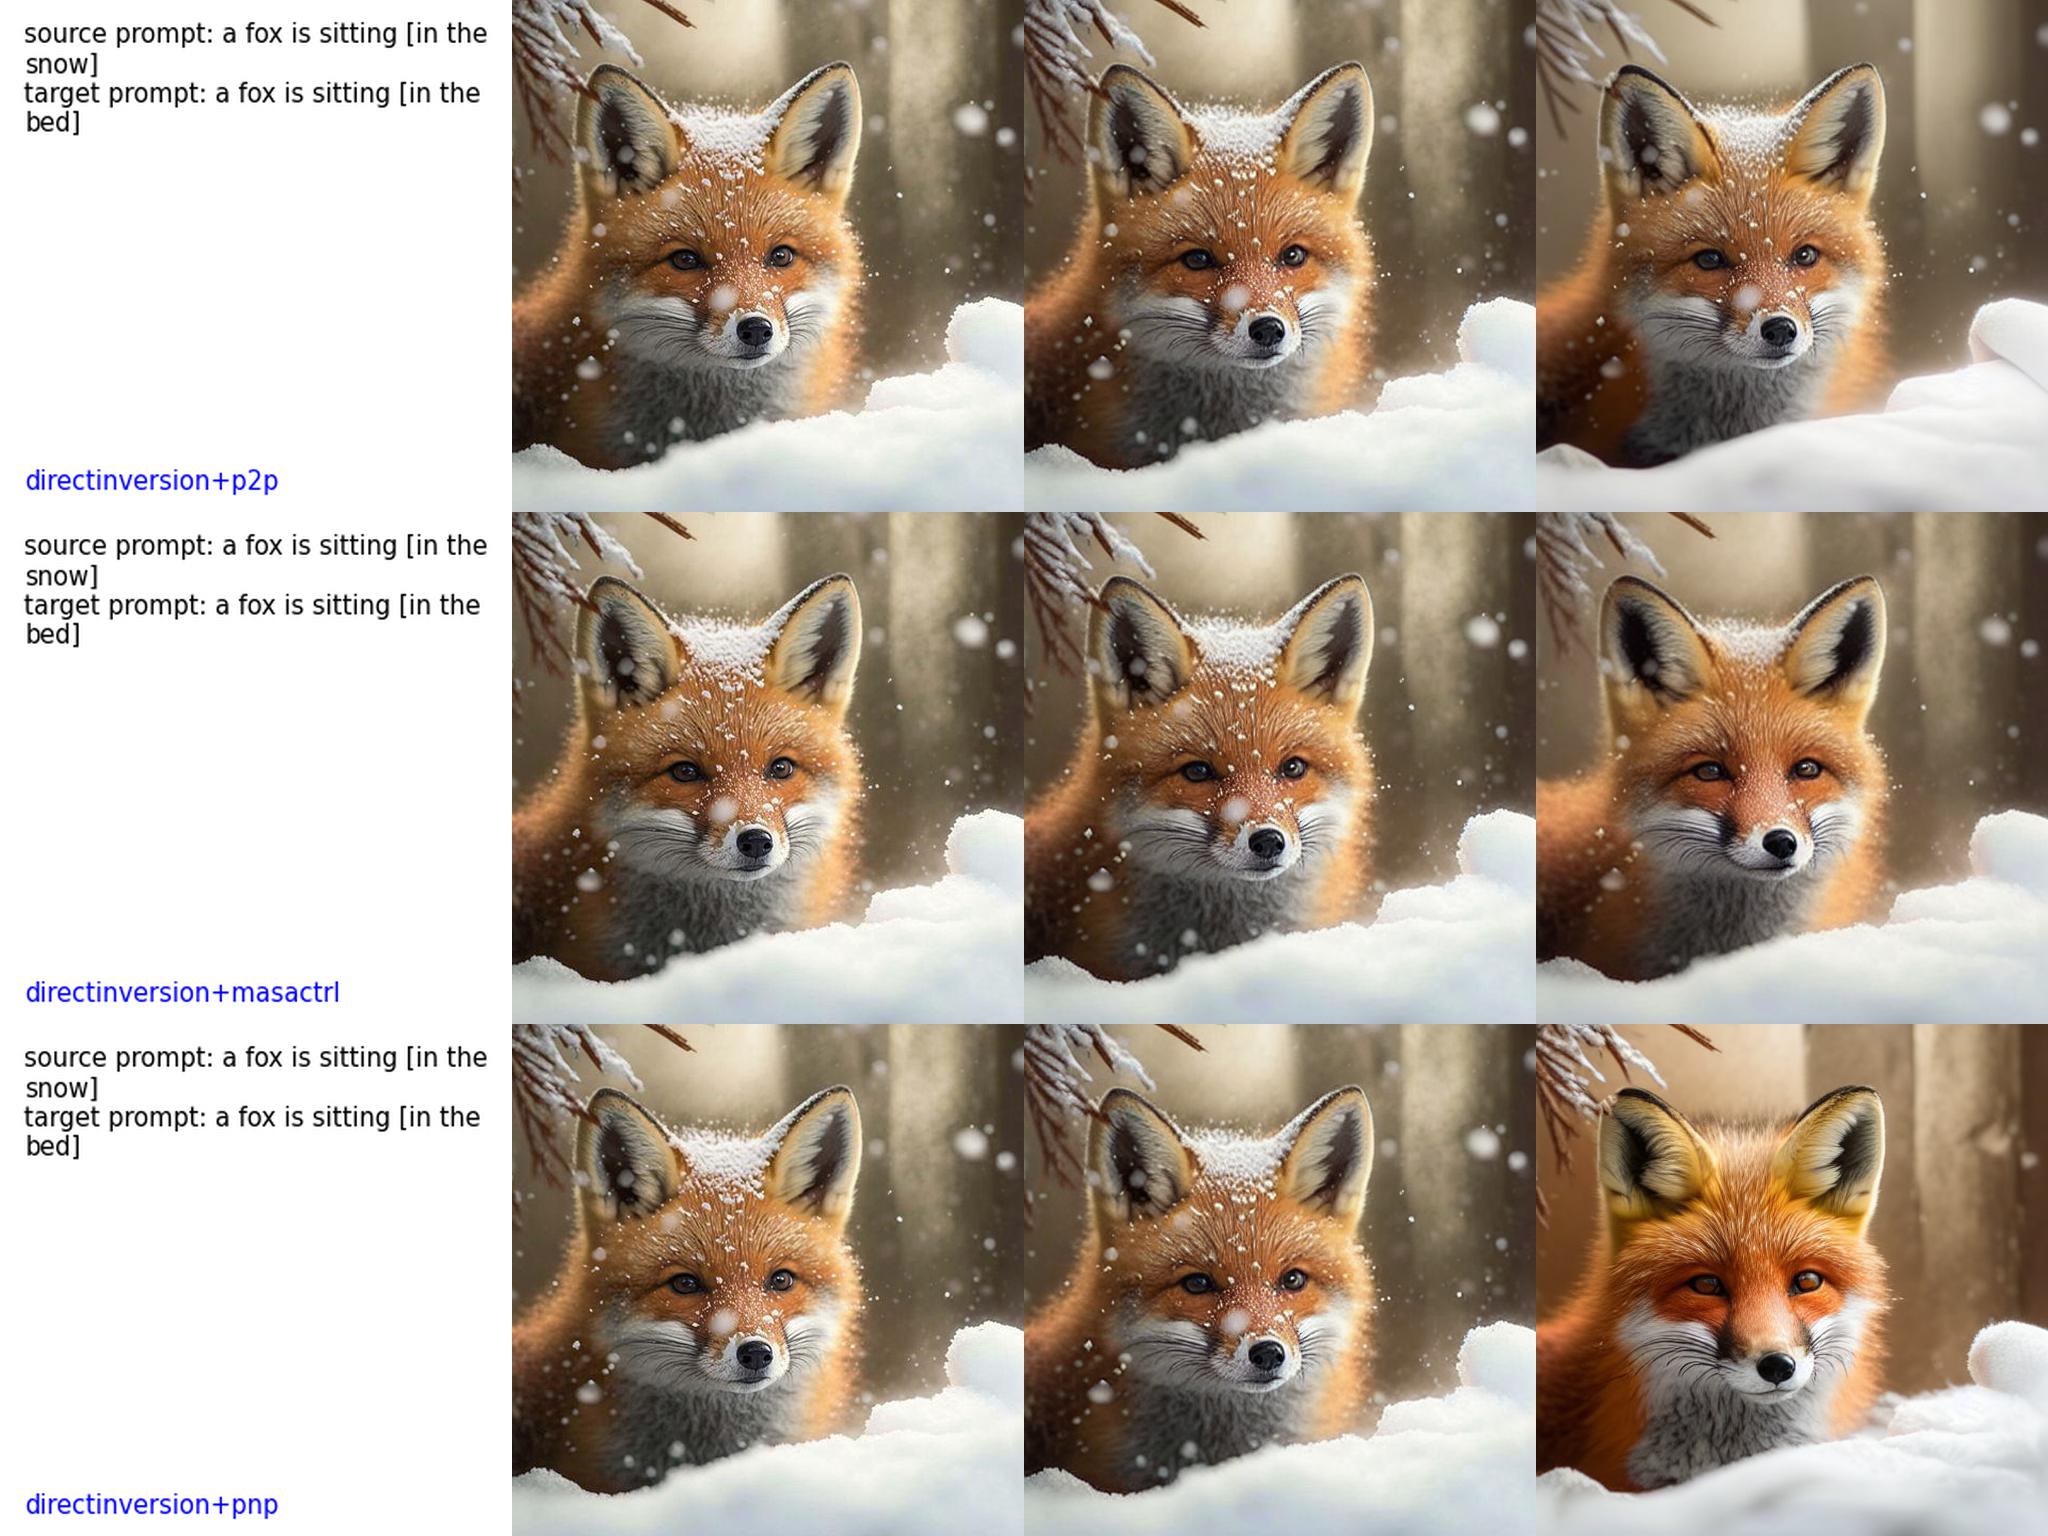 source prompt: a fox is sitting [in the
snow]
target prompt: a fox is sitting [in the
bed]
directinversion+p2p
source prompt: a fox is sitting [in the
snow]
target prompt: a fox is sitting [in the
bed]
directinversion+masactrl
source prompt: a fox is sitting [in the
snow]
target prompt: a fox is sitting [in the
bed]
directinversion+pnp